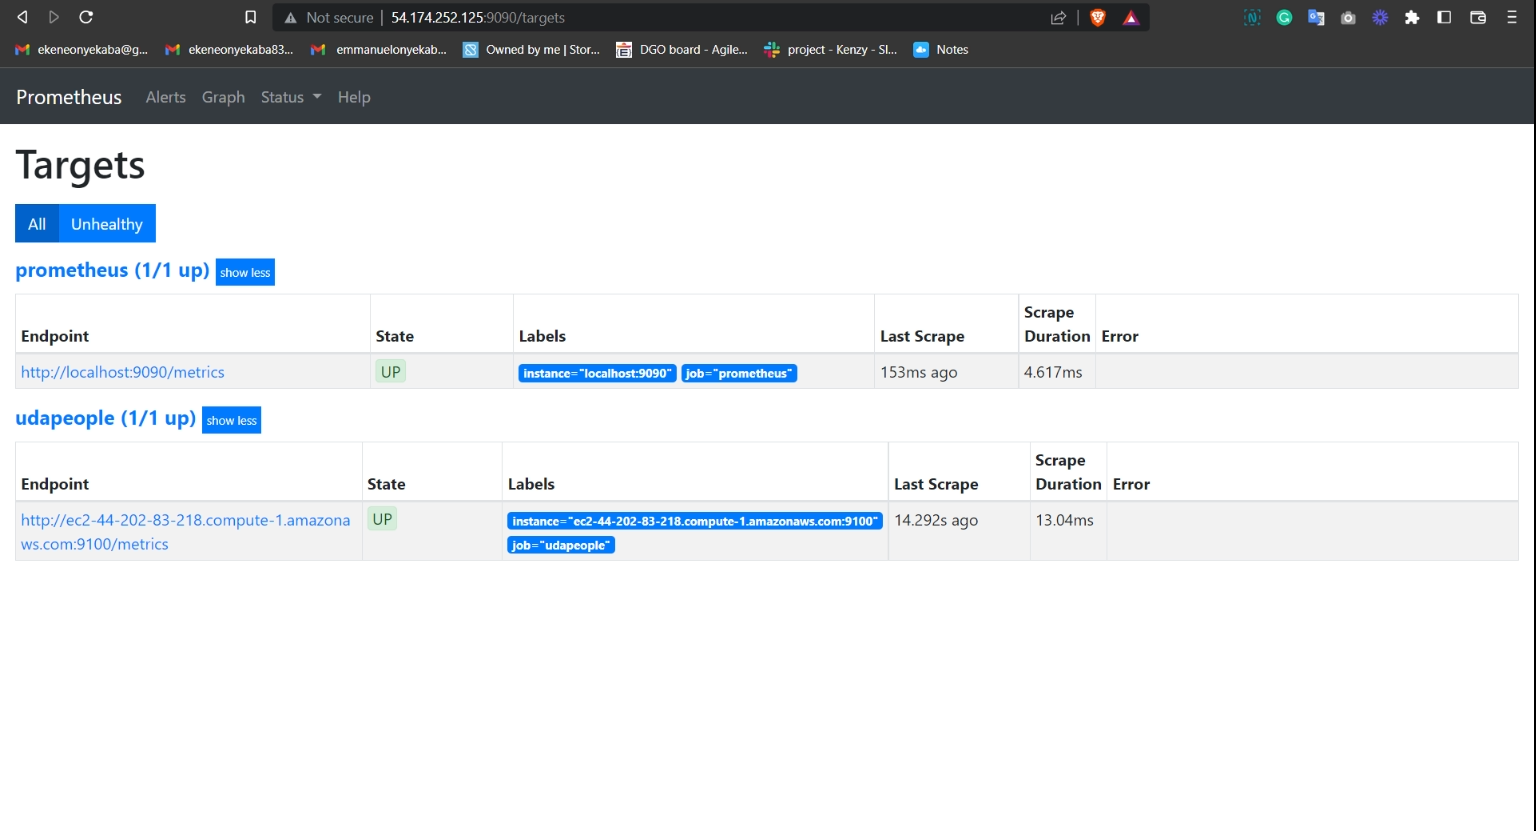 Not secure | 54.174.252.125:9090/targets
ekeneonyekaba@g... ekeneonyekaba83... emmanuelonyekab... Owned by me | Stor... DGO board - Agile... project - Kenzy - Sl... Notes
Prometheus Alerts Graph Status Help
Targets
All Unhealthy
prometheus (1/1 up) show less
Endpoint State Labels Last Scrape Scrape Duration Error
http://localhost:9090/metrics UP instance="localhost:9090" job="prometheus" 153ms ago 4.617ms
udapeople (1/1 up) show less
Endpoint State Labels Last Scrape Scrape Duration Error
http://ec2-44-202-83-218.compute-1.amazona UP instance="ec2-44-202-83-218.compute-1.amazonaws.com:9100" 14.292s ago 13.04ms
ws.com:9100/metrics job="udapeople"